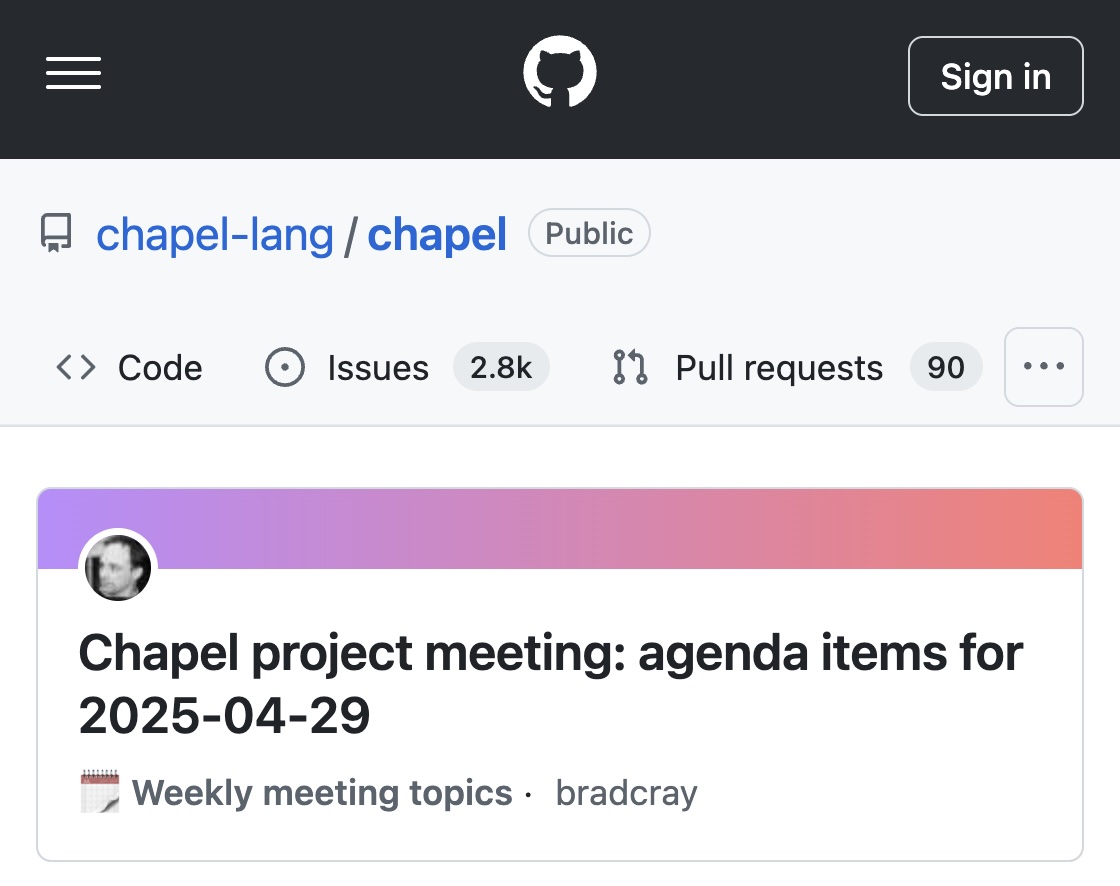 Sign in
chapel-lang / chapel Public
Code Issues 2.8k Pull requests 90
Chapel project meeting: agenda items for
2025-04-29
Weekly meeting topics · bradcray